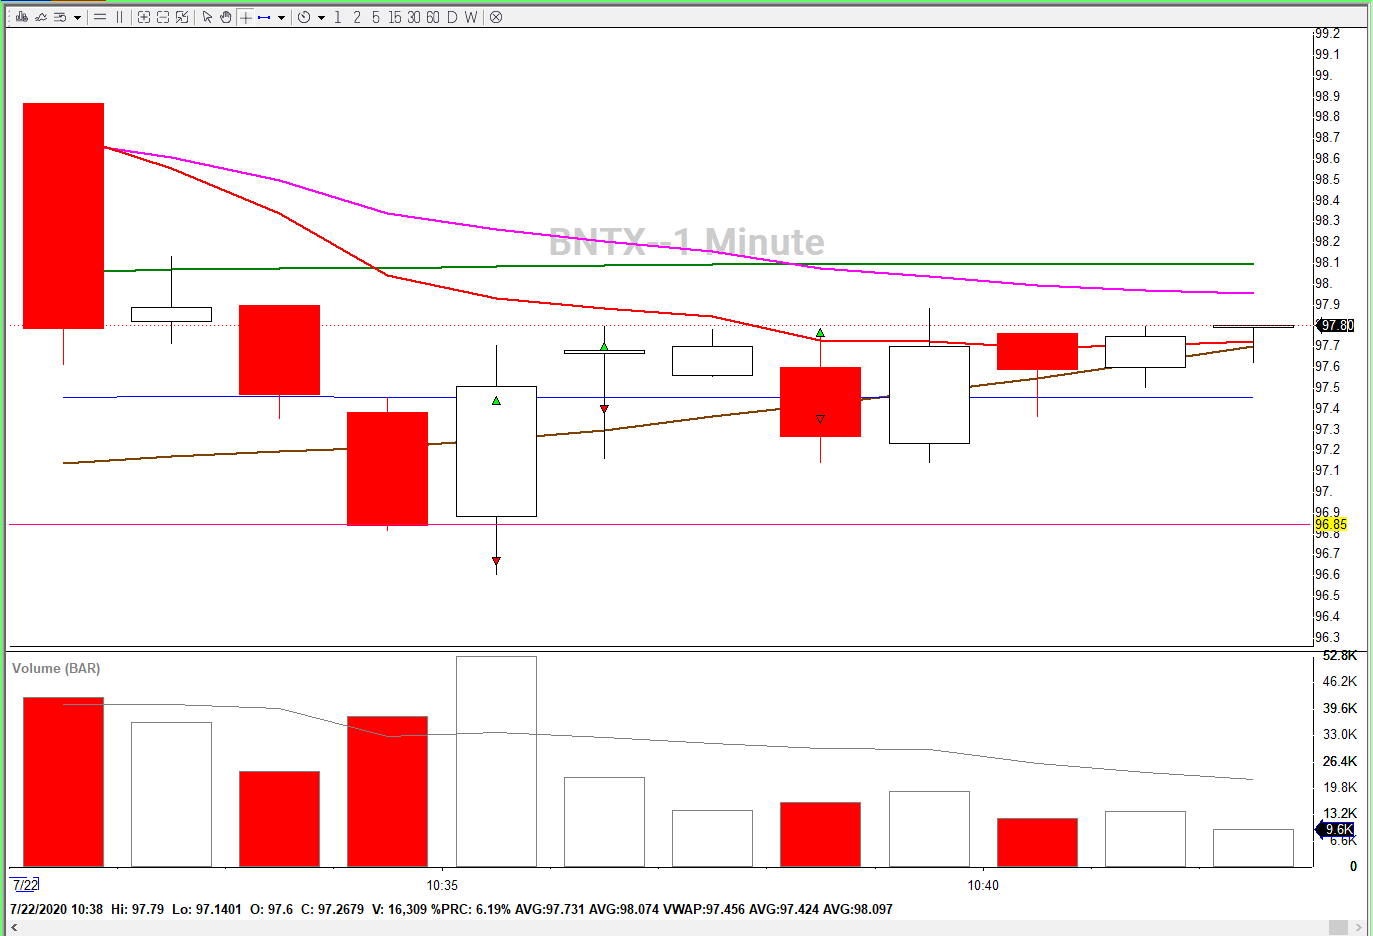 1 2 5 15 30 60 D W
BNTX--1 Minute
99.2
99.1
99.
98.9
98.8
98.7
98.6
98.5
98.4
98.3
98.2
98.1
98.
97.9
97.80
97.7
97.6
97.5
97.4
97.3
97.2
97.1
97.
96.9
96.85
96.8
96.7
96.6
96.5
96.4
96.3
Volume (BAR)
52.8K
46.2K
39.6K
33.0K
26.4K
19.8K
13.2K
9.6K
6.6K
0
7/22 10:35 10:40
7/22/2020 10:38 Hi: 97.79 Lo: 97.1401 O: 97.6 C: 97.2679 V: 16,309 %PRC: 6.19% AVG:97.731 AVG:98.074 VWAP:97.456 AVG:97.424 AVG:98.097